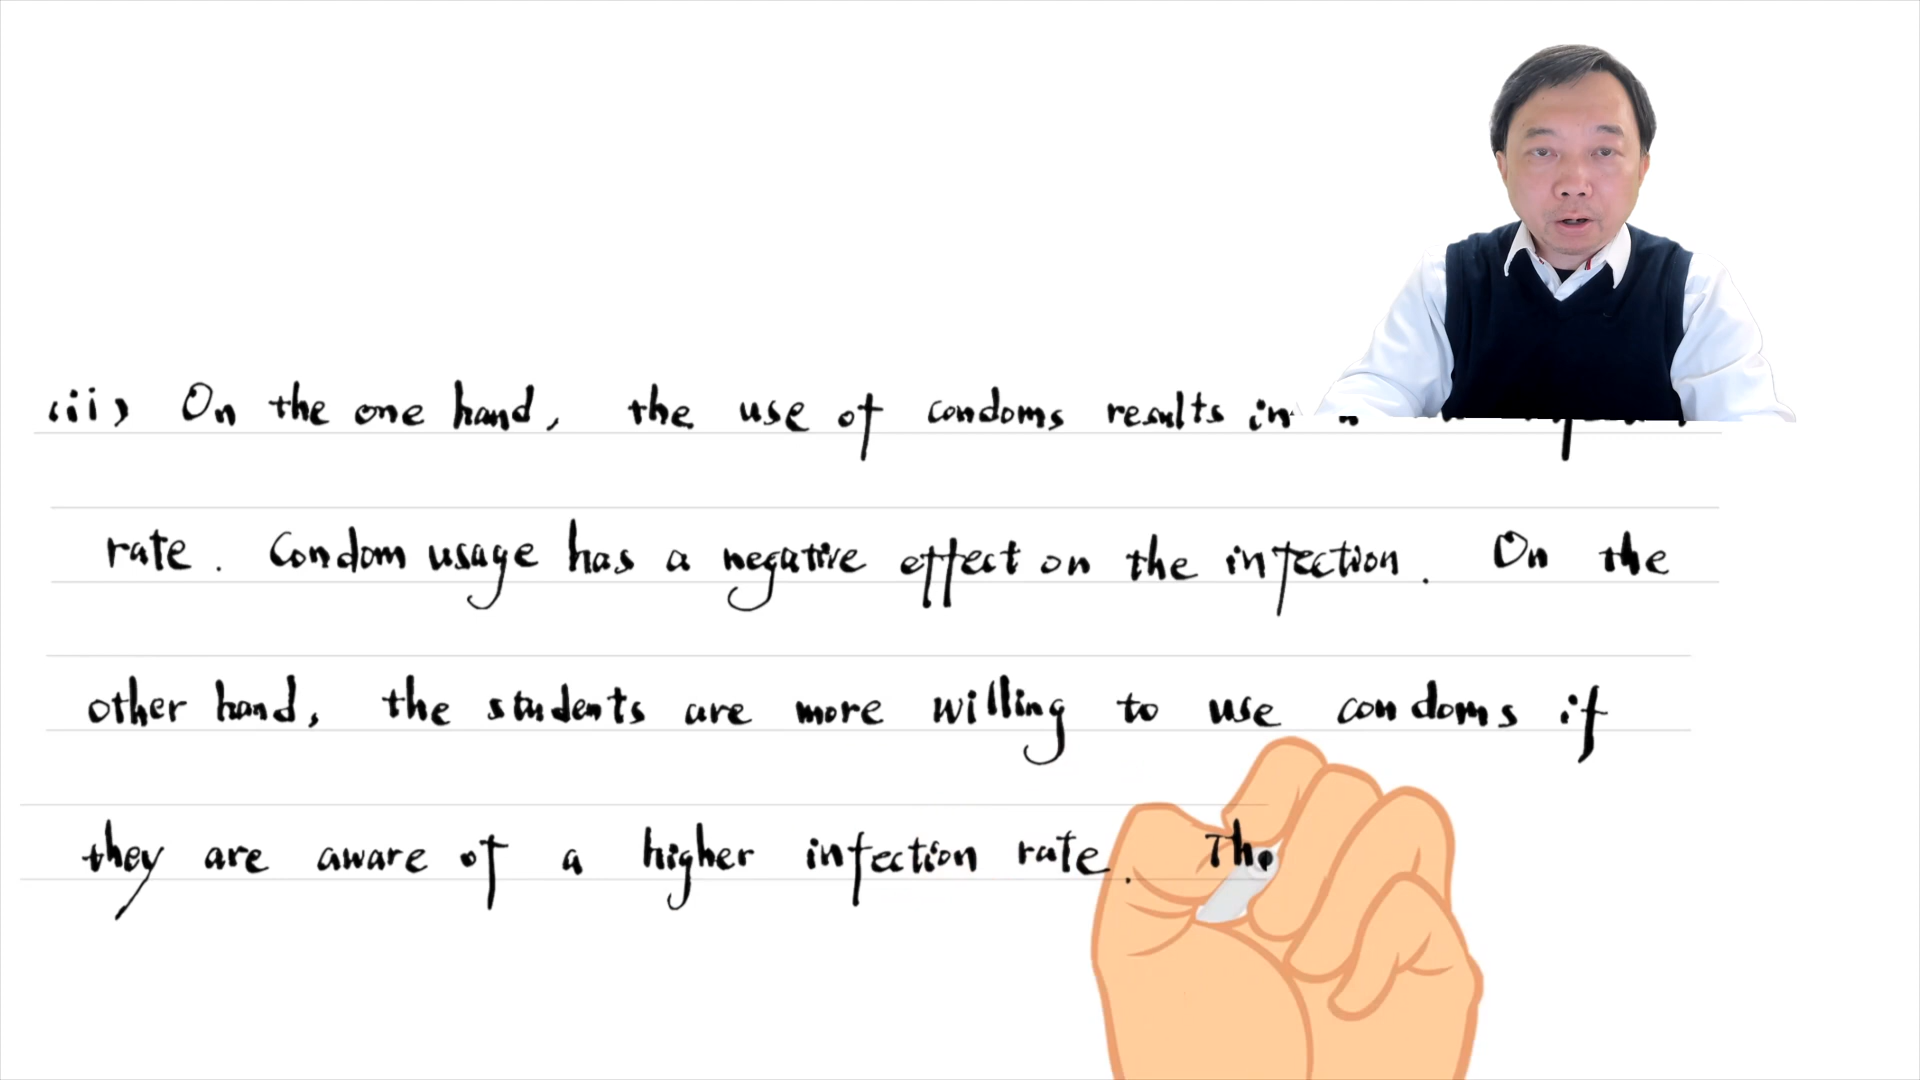 (ii) On the one hand, the use of condoms results in
rate. Condom usage has a negative effect on the infection. On the
other hand, the students are more willing to use condoms if
they are aware of a higher infection rate. The